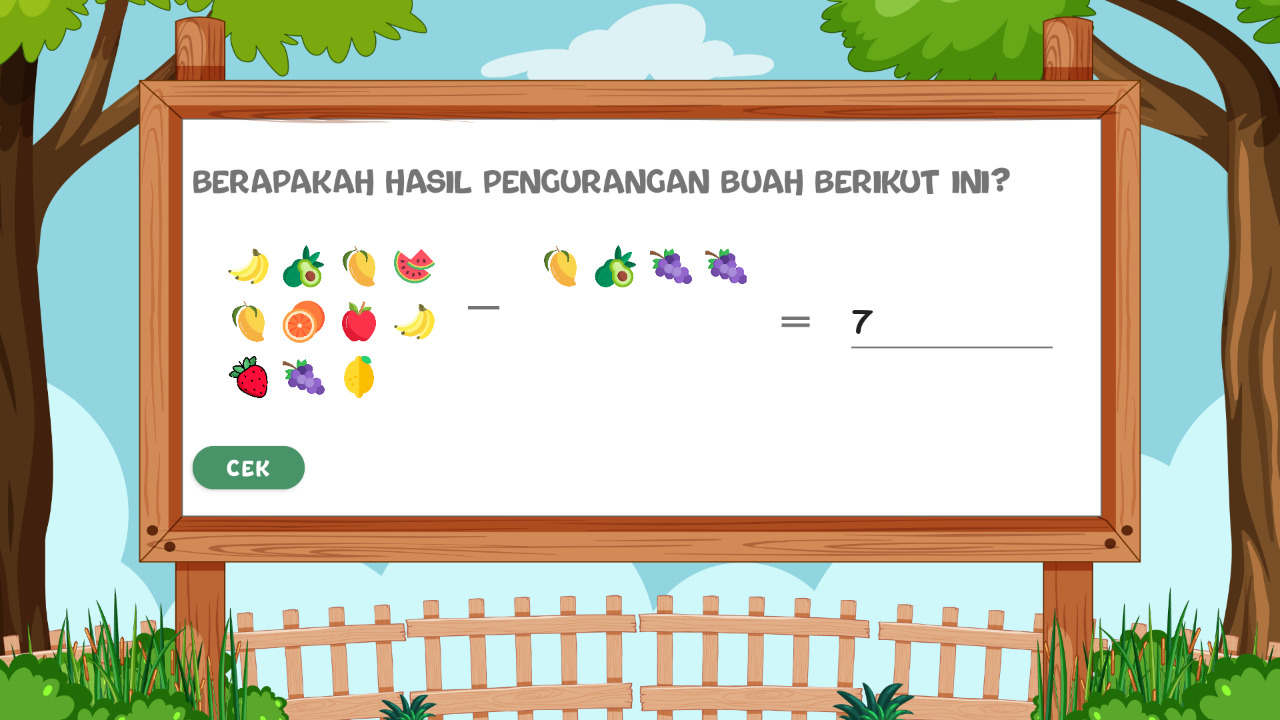 BERAPAKAH HASIL PENGURANGAN BUAH BERIKUT INI?
— = 7
CEK